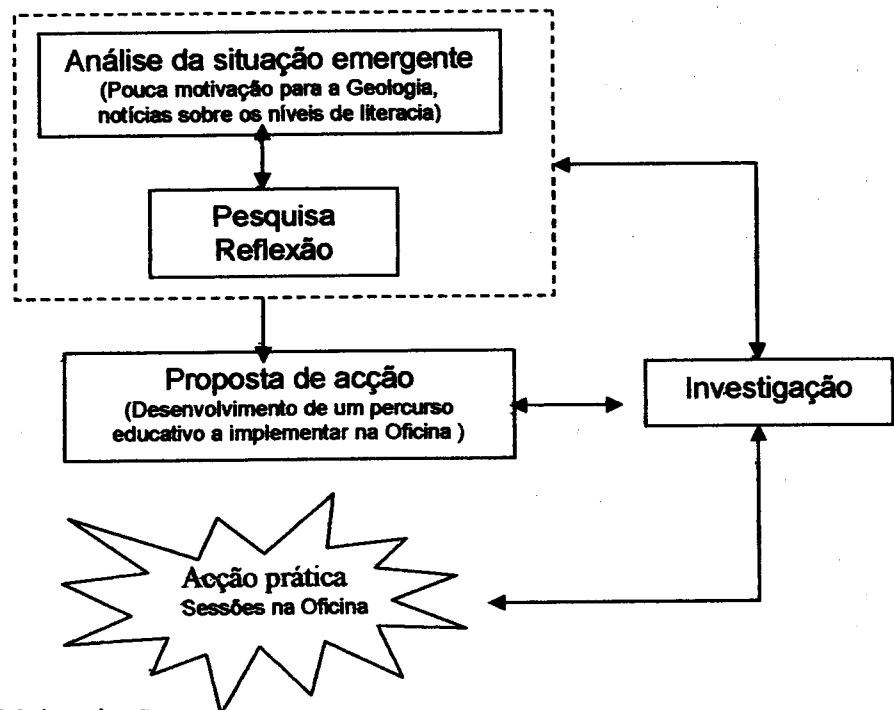 Análise da situação emergente
(Pouca motivação para a Geologia,
notícias sobre os níveis de literacia)
Pesquisa
Reflexão
Proposta de acção
(Desenvolvimento de um percurso
educativo a implementar na Oficina )
Investigação
Acção prática
Sessões na Oficina